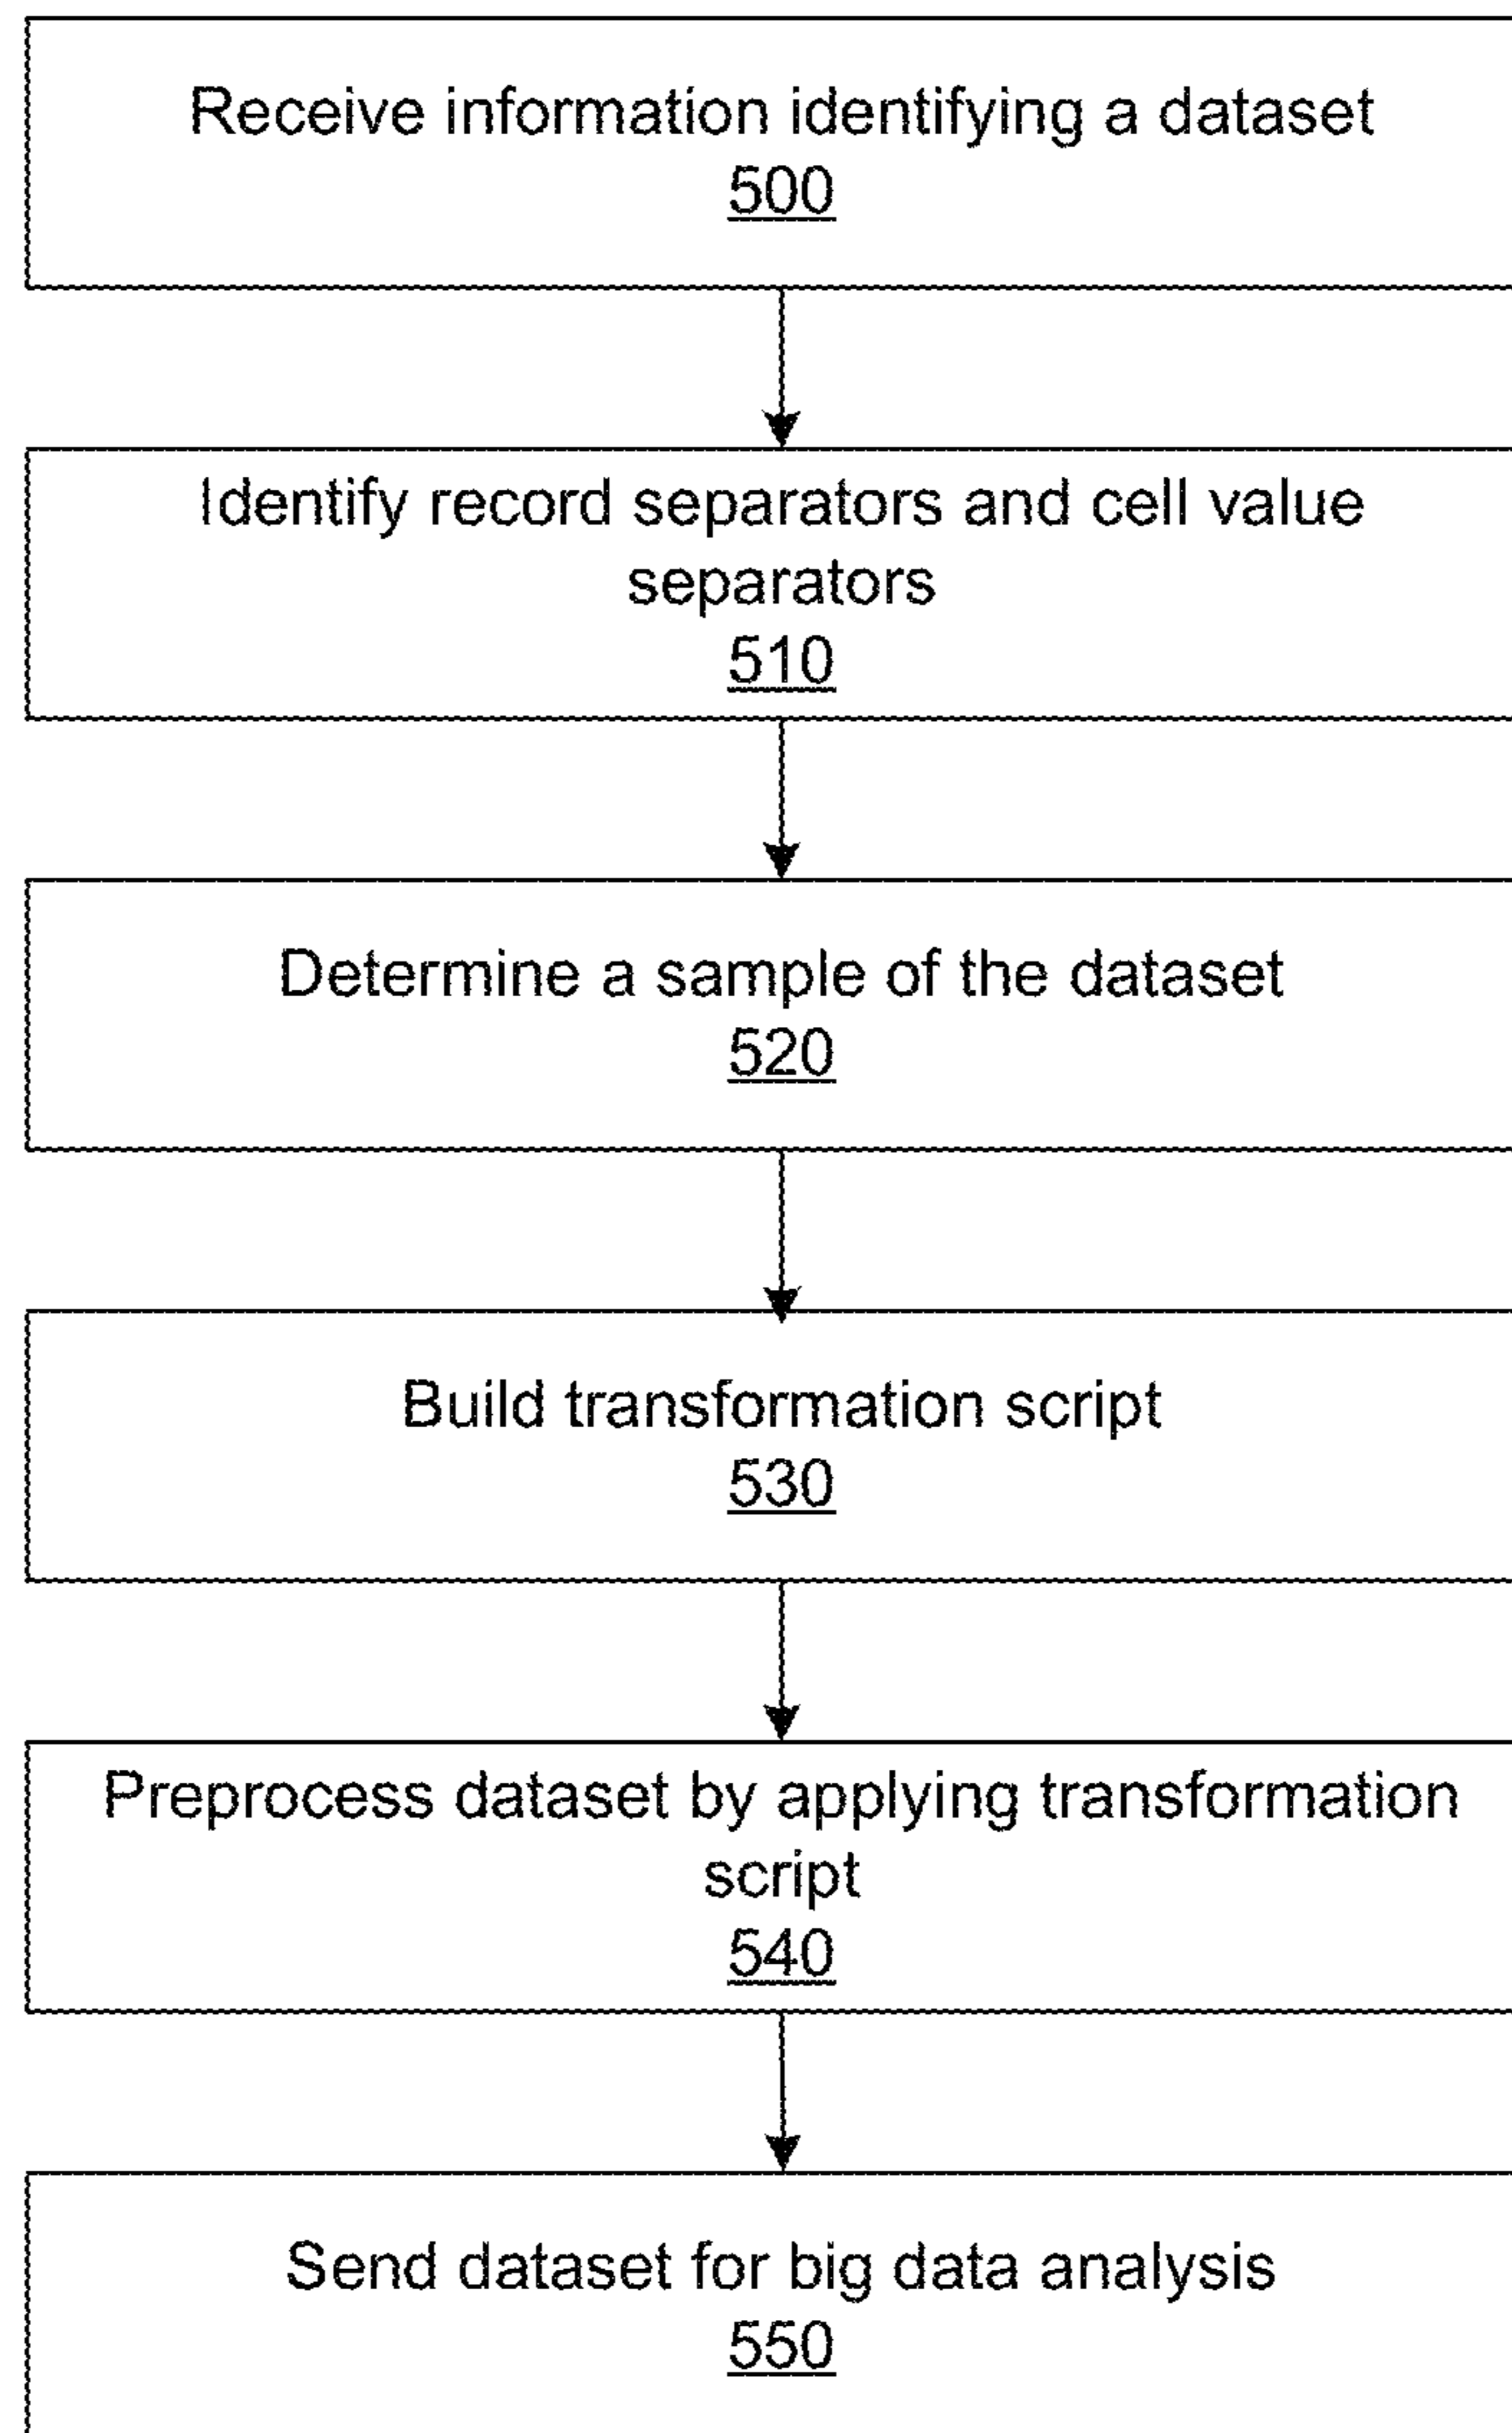 Receive information identifying a dataset
500
Identify record separators and cell value
separators
510
Determine a sample of the dataset
520
Build transformation script
530
Preprocess dataset by applying transformation
script
540
Send dataset for big data analysis
550